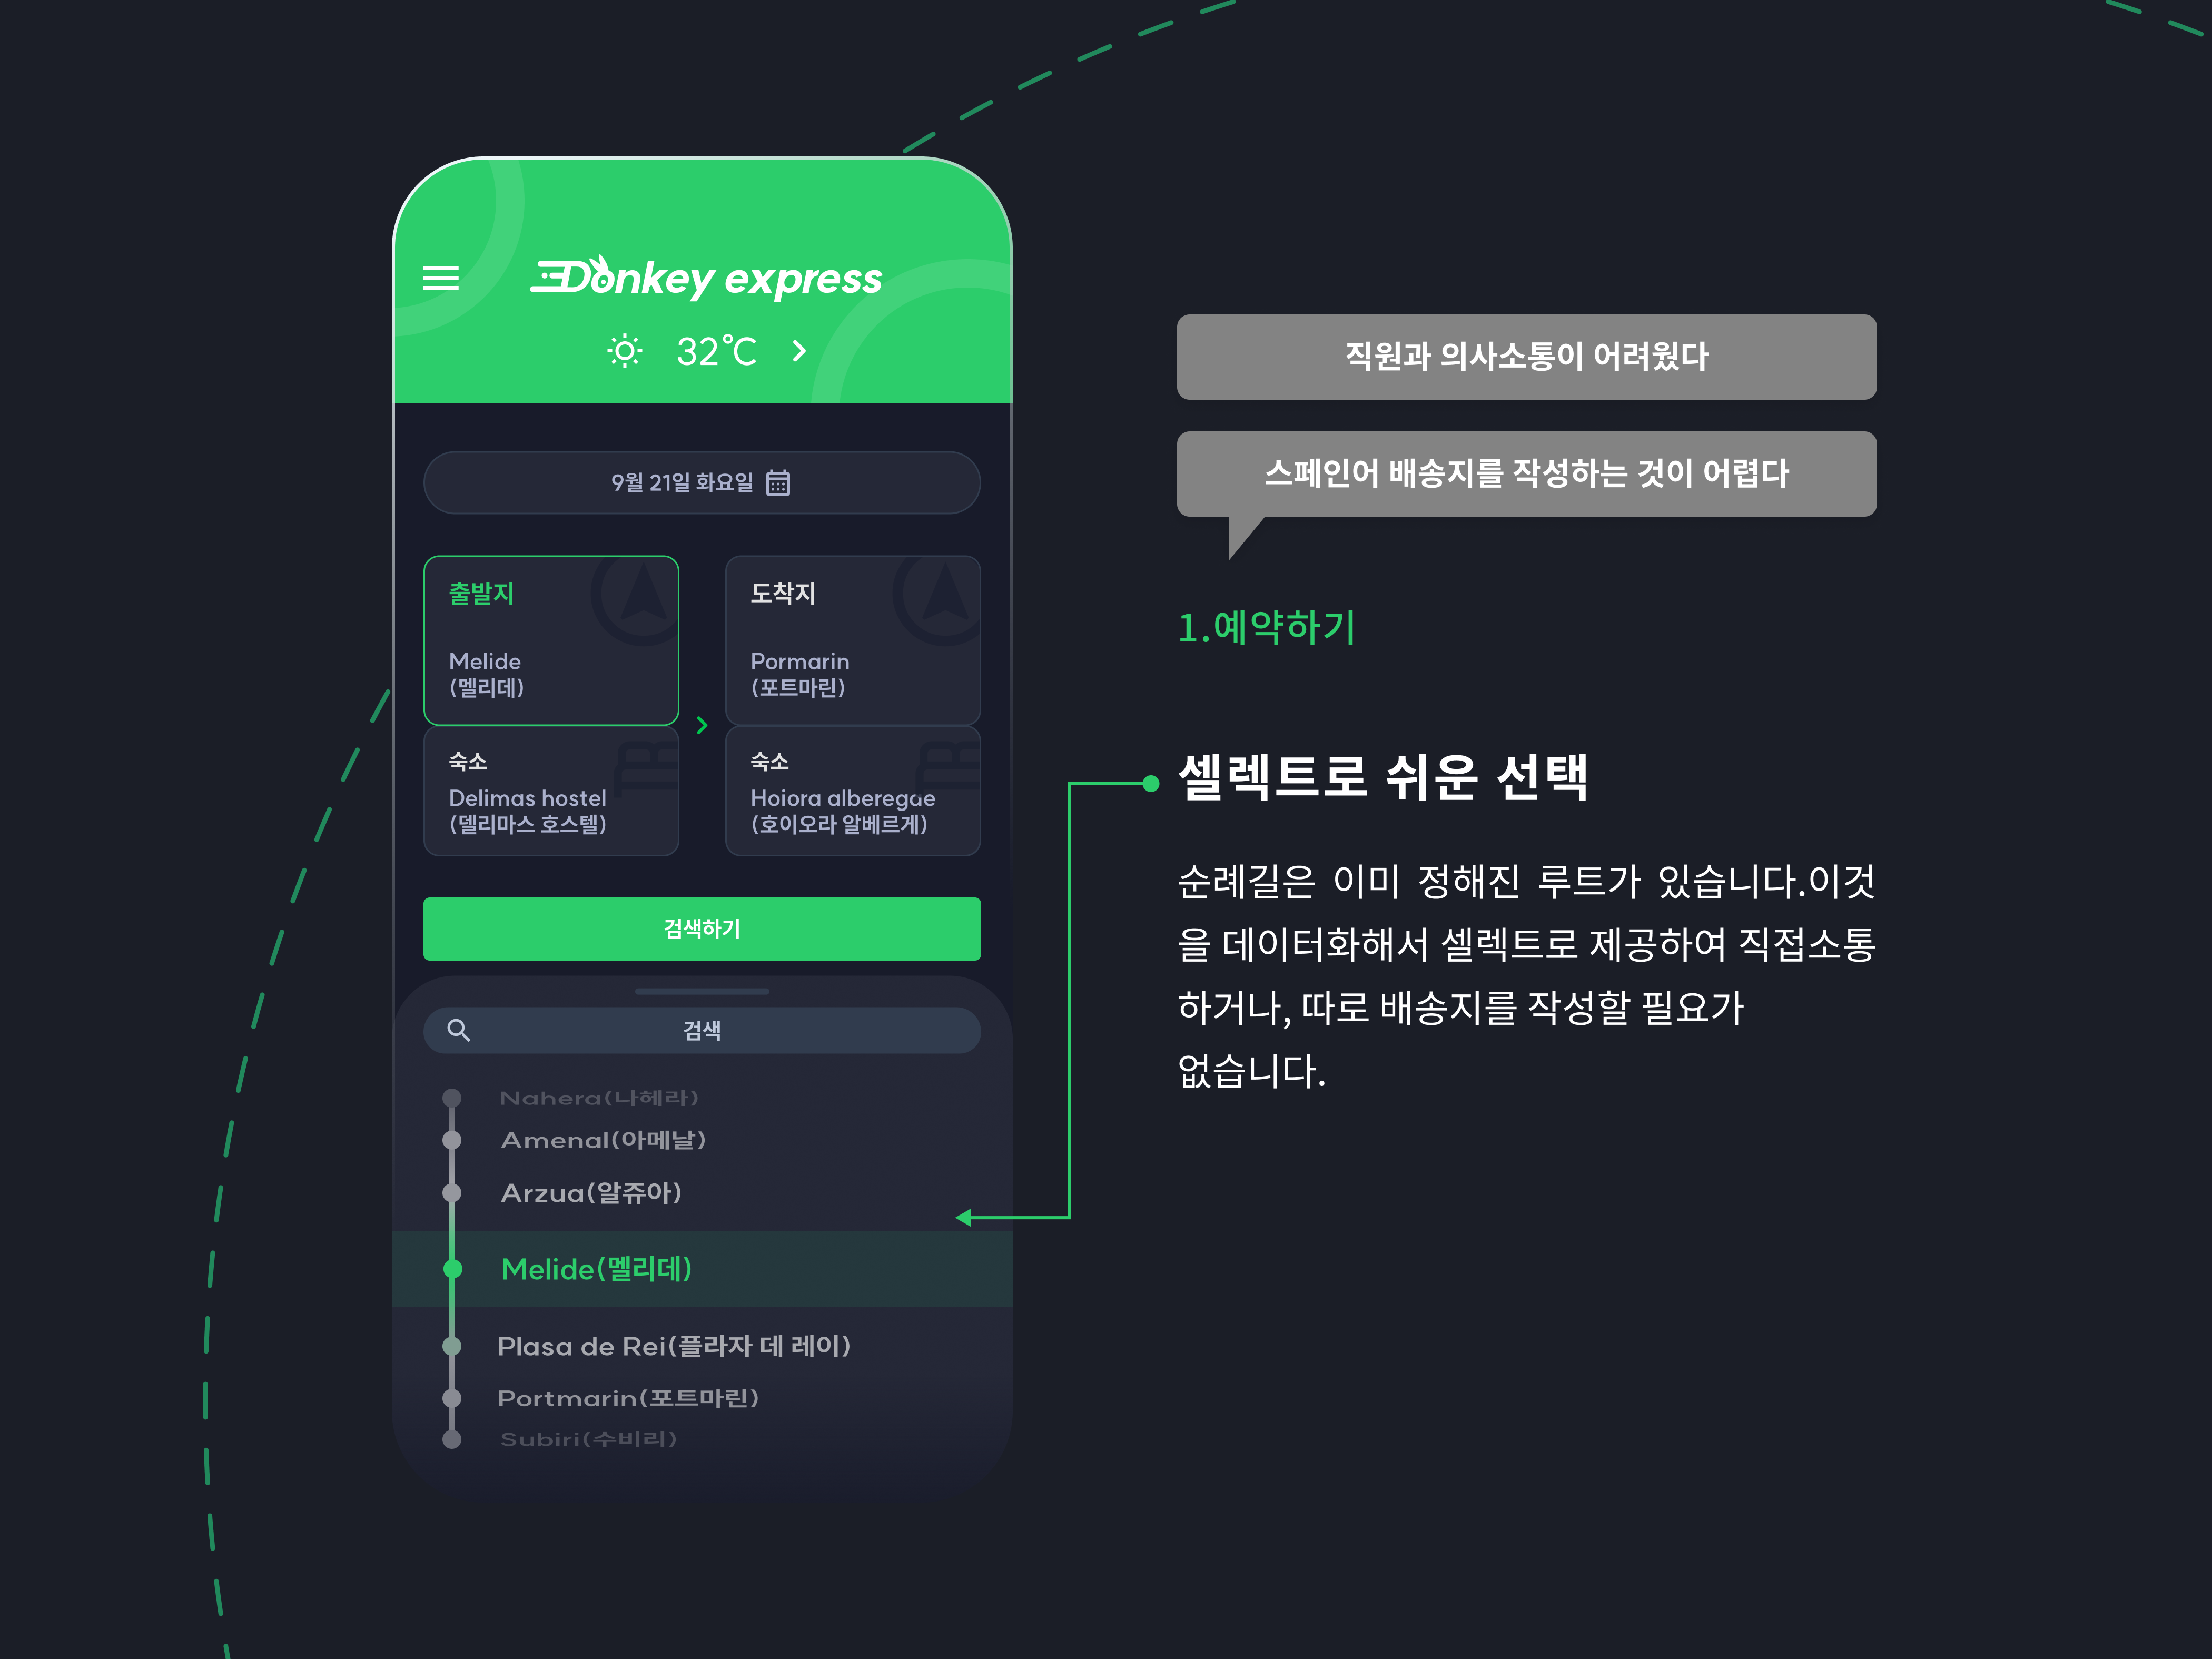 Donkey express
32°C
9월 21일 화요일
출발지
Melide
(멜리데)
숙소
Delimas hostel
(델리마스 호스텔)
도착지
Pormarin
(포트마린)
숙소
Hoiora alberegae
(호이오라 알베르게)
검색하기
검색
Nahera(나헤라)
Amenal(아메날)
Arzua(알쥬아)
Melide(멜리데)
Plasa de Rei(플라자 데 레이)
Portmarin(포트마린)
Subiri(수비리)
직원과 의사소통이 어려웠다
스페인어 배송지를 작성하는 것이 어렵다
1.예약하기
셀렉트로 쉬운 선택
순례길은 이미 정해진 루트가 있습니다.이것
을 데이터화해서 셀렉트로 제공하여 직접소통
하거나, 따로 배송지를 작성할 필요가
없습니다.